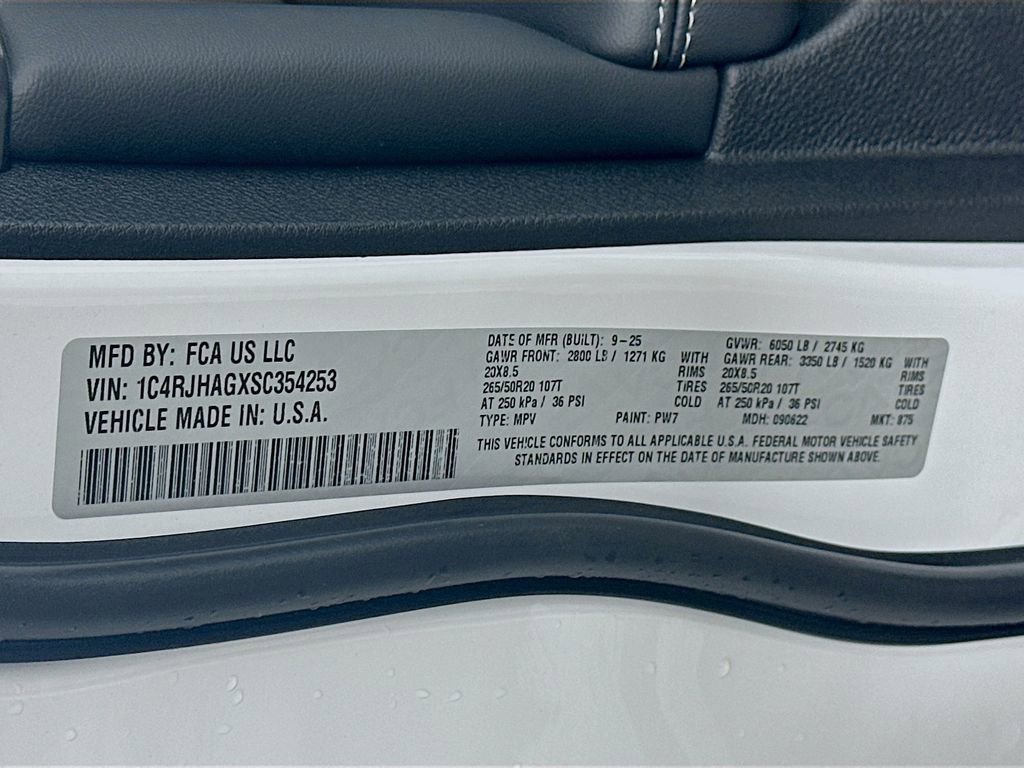 MFD BY: FCA US LLC
VIN: 1C4RJHAGXSC354253
VEHICLE MADE IN: U.S.A.
DATE OF MFR (BUILT): 9-25 GVWR: 6050 LB / 2745 KG
GAWR FRONT: 2800 LB / 1271 KG WITH GAWR REAR: 3350 LB / 1520 KG WITH
20X8.5 RIMS 20X8.5 RIMS
265/50R20 107T TIRES 265/50R20 107T TIRES
AT 250 kPa / 36 PSI COLD AT 250 kPa / 36 PSI COLD
TYPE: MPV PAINT: PW7 MDH: 090622 MKT: 875
THIS VEHICLE CONFORMS TO ALL APPLICABLE U.S.A. FEDERAL MOTOR VEHICLE SAFETY
STANDARDS IN EFFECT ON THE DATE OF MANUFACTURE SHOWN ABOVE.